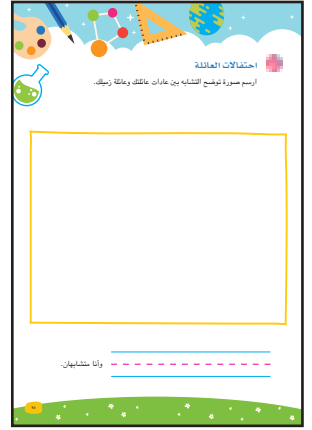 احتفالات العائلة
ارسم صورة توضح التشابه بين عادات عائلتك وعائلة زميلك.
وأنا متشابهان.